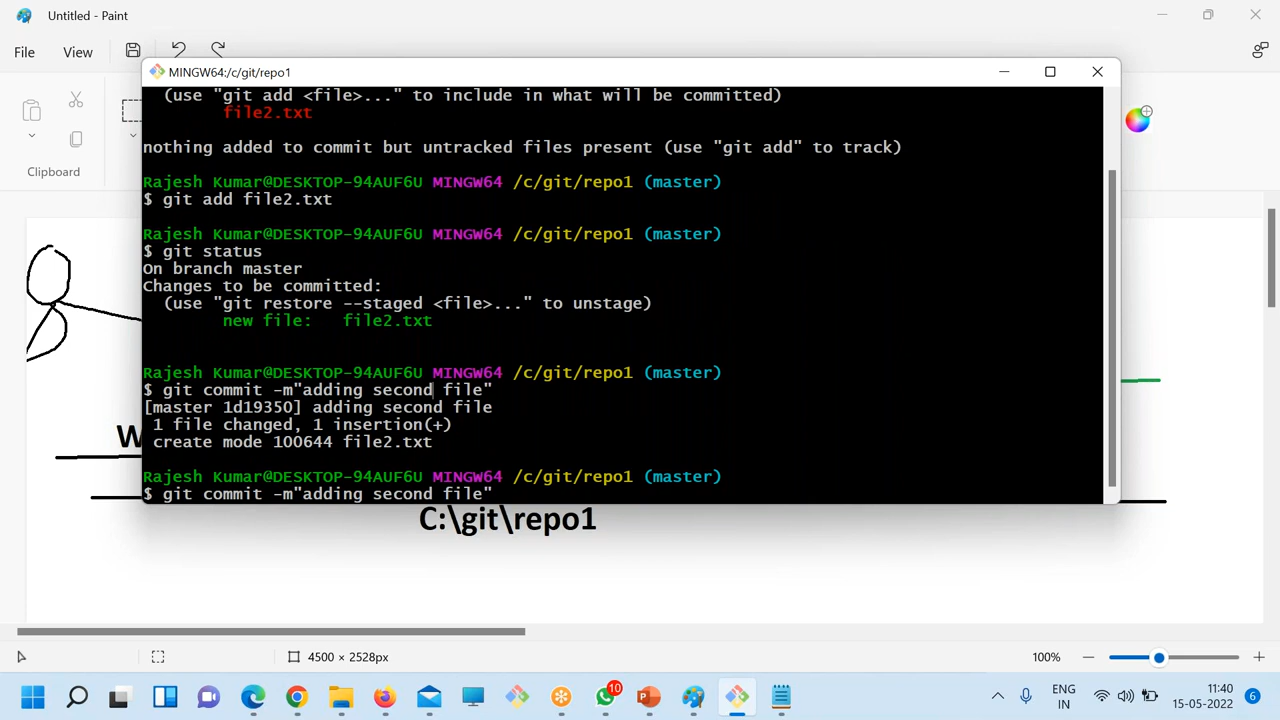 Untitled - Paint
File View
MINGW64:/c/git/repo1
(use "git add <file>..." to include in what will be committed)
file2.txt
nothing added to commit but untracked files present (use "git add" to track)
Rajesh Kumar@DESKTOP-94AUF6U MINGW64 /c/git/repo1 (master)
$ git add file2.txt
Rajesh Kumar@DESKTOP-94AUF6U MINGW64 /c/git/repo1 (master)
$ git status
On branch master
Changes to be committed:
(use "git restore --staged <file>..." to unstage)
new file: file2.txt
Rajesh Kumar@DESKTOP-94AUF6U MINGW64 /c/git/repo1 (master)
$ git commit -m"adding second file"
[master 1d19350] adding second file
1 file changed, 1 insertion(+)
create mode 100644 file2.txt
Rajesh Kumar@DESKTOP-94AUF6U MINGW64 /c/git/repo1 (master)
$ git commit -m"adding second file"
Clipboard
W
C:\git\repo1
4500 × 2528px
100%
10
ENG
IN
11:40
15-05-2022
6